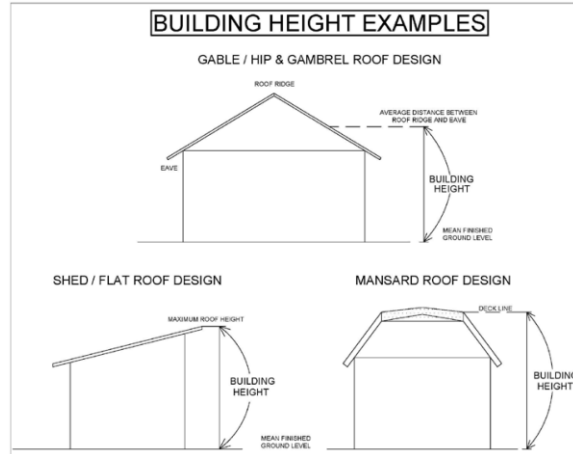 BUILDING HEIGHT EXAMPLES
GABLE / HIP & GAMBREL ROOF DESIGN
ROOF RIDGE
AVERAGE DISTANCE BETWEEN
ROOF RIDGE AND EAVE
EAVE
BUILDING
HEIGHT
MEAN FINISHED
GROUND LEVEL
SHED / FLAT ROOF DESIGN
MAXIMUM ROOF HEIGHT
BUILDING
HEIGHT
MEAN FINISHED
GROUND LEVEL
MANSARD ROOF DESIGN
DECK LINE
BUILDING
HEIGHT